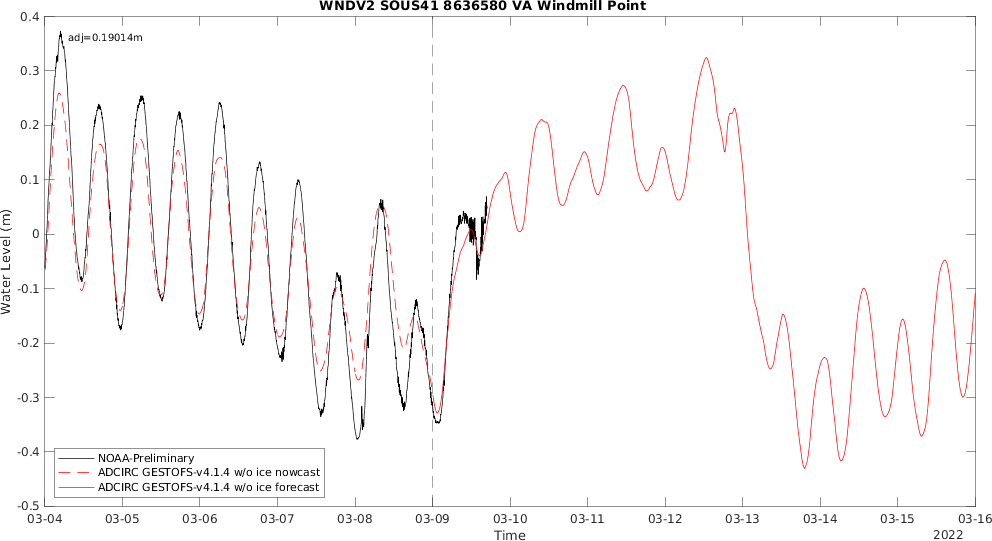 WNDV2 SOUS41 8636580 VA Windmill Point
adj=0.19014m
0.4
0.3
0.2
0.1
0
-0.1
-0.2
-0.3
-0.4
-0.5
Water Level (m)
NOAA-Preliminary
ADCIRC GESTOFS-v4.1.4 w/o ice nowcast
ADCIRC GESTOFS-v4.1.4 w/o ice forecast
03-04 03-05 03-06 03-07 03-08 03-09 03-10 03-11 03-12 03-13 03-14 03-15 03-16
Time
2022